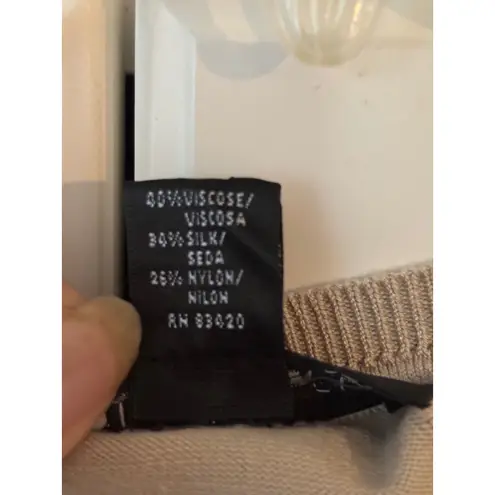 40% VISCOSE/
VISCOSA
34% SILK/
SEDA
26% NYLON/
NILON
RN 83420